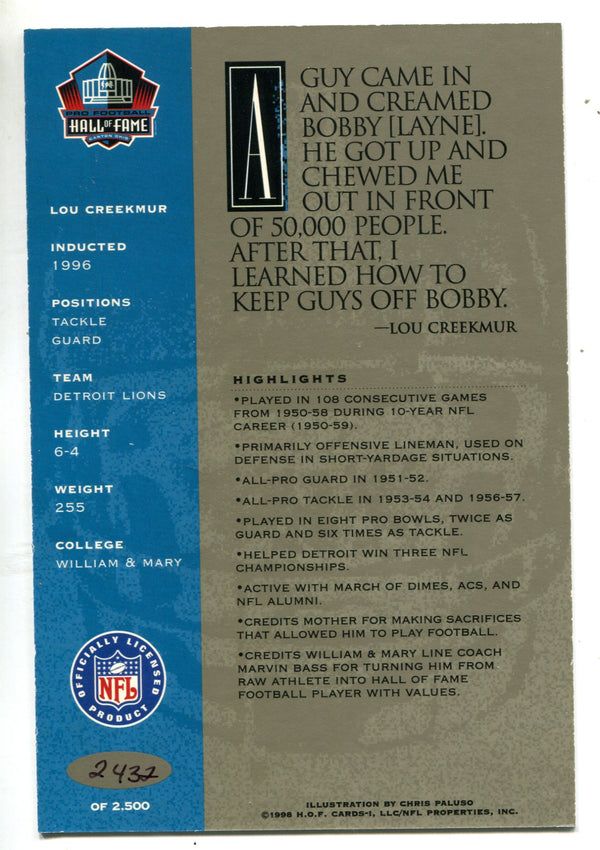 PRO FOOTBALL
HALL OF FAME
CANTON, OHIO
LOU CREEKMUR
INDUCTED
1996
POSITIONS
TACKLE
GUARD
TEAM
DETROIT LIONS
HEIGHT
6-4
WEIGHT
255
COLLEGE
WILLIAM & MARY
OFFICIALLY LICENSED
NFL
PRODUCT
2432
OF 2,500
A GUY CAME IN
AND CREAMED
BOBBY [LAYNE].
HE GOT UP AND
CHEWED ME
OUT IN FRONT
OF 50,000 PEOPLE.
AFTER THAT, I
LEARNED HOW TO
KEEP GUYS OFF BOBBY.
—LOU CREEKMUR
HIGHLIGHTS
•PLAYED IN 108 CONSECUTIVE GAMES
FROM 1950-58 DURING 10-YEAR NFL
CAREER (1950-59).
•PRIMARILY OFFENSIVE LINEMAN, USED ON
DEFENSE IN SHORT-YARDAGE SITUATIONS.
•ALL-PRO GUARD IN 1951-52.
•ALL-PRO TACKLE IN 1953-54 AND 1956-57.
•PLAYED IN EIGHT PRO BOWLS, TWICE AS
GUARD AND SIX TIMES AS TACKLE.
•HELPED DETROIT WIN THREE NFL
CHAMPIONSHIPS.
•ACTIVE WITH MARCH OF DIMES, ACS, AND
NFL ALUMNI.
•CREDITS MOTHER FOR MAKING SACRIFICES
THAT ALLOWED HIM TO PLAY FOOTBALL.
•CREDITS WILLIAM & MARY LINE COACH
MARVIN BASS FOR TURNING HIM FROM
RAW ATHLETE INTO HALL OF FAME
FOOTBALL PLAYER WITH VALUES.
ILLUSTRATION BY CHRIS PALUSO
©1998 H.O.F. CARDS-1, LLC/NFL PROPERTIES, INC.